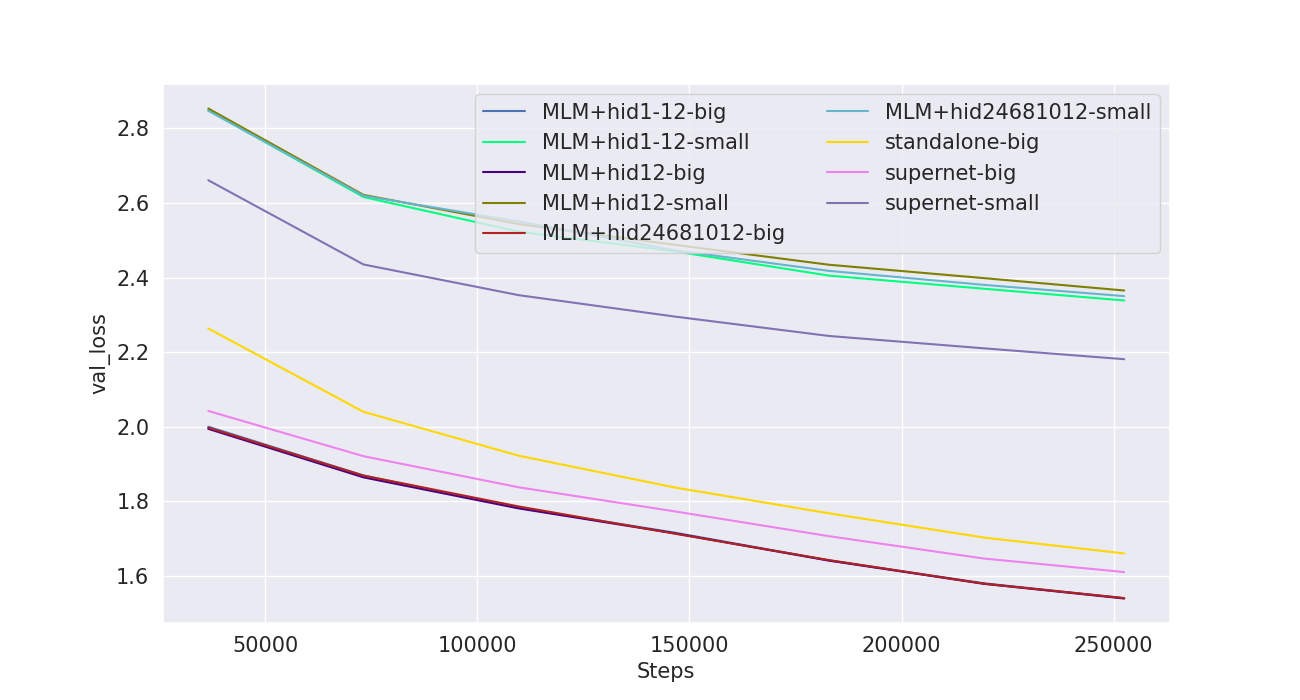 MLM+hid1-12-big
MLM+hid1-12-small
MLM+hid12-big
MLM+hid12-small
MLM+hid24681012-big
MLM+hid24681012-small
standalone-big
supernet-big
supernet-small
val_loss
2.8
2.6
2.4
2.2
2.0
1.8
1.6
50000
100000
150000
200000
250000
Steps